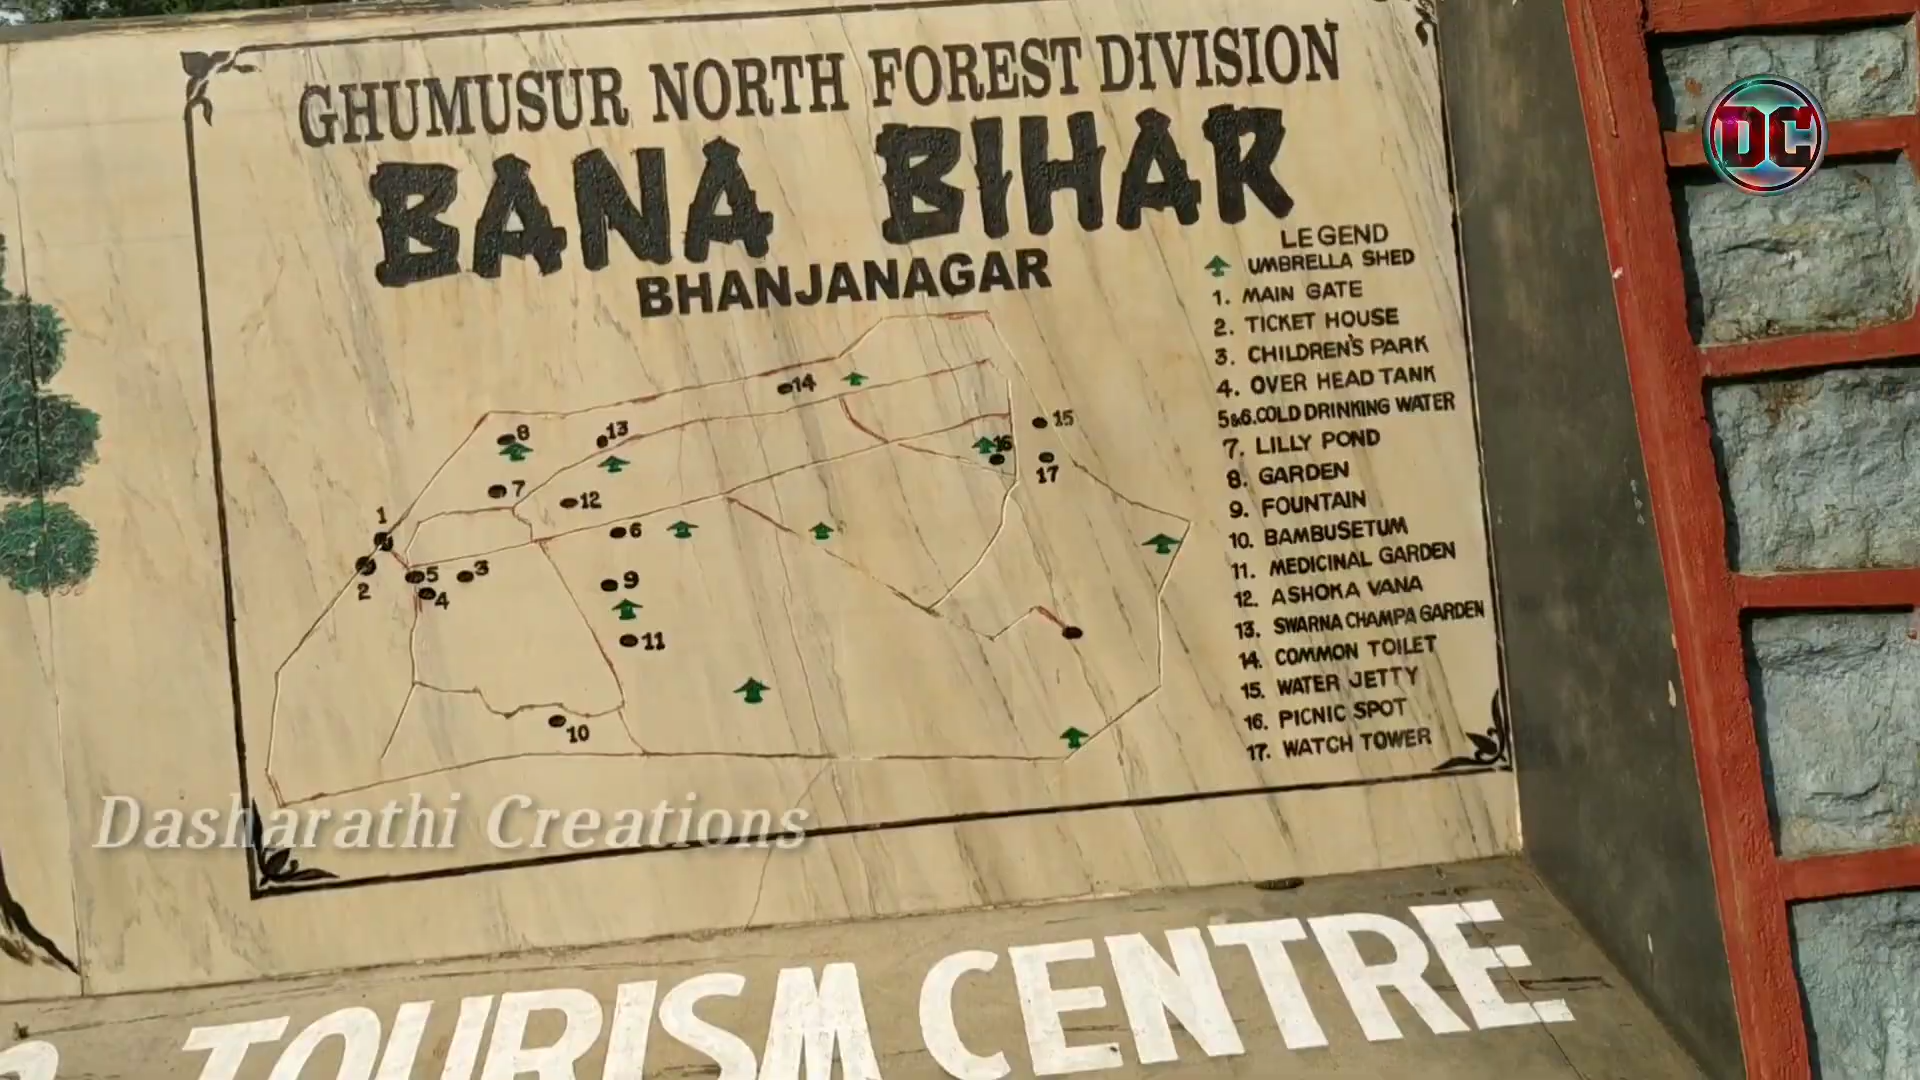 GHUMUSUR NORTH FOREST DIVISION
BANA BIHAR
BHANJANAGAR
LEGEND
UMBRELLA SHED
1. MAIN GATE
2. TICKET HOUSE
3. CHILDREN'S PARK
4. OVER HEAD TANK
5&6. COLD DRINKING WATER
7. LILLY POND
8. GARDEN
9. FOUNTAIN
10. BAMBUSETUM
11. MEDICINAL GARDEN
12. ASHOKA VANA
13. SWARNA CHAMPA GARDEN
14. COMMON TOILET
15. WATER JETTY
16. PICNIC SPOT
17. WATCH TOWER
14
15
8
13
16
17
7
12
1
6
5
3
9
2
4
11
10
DC
Dasharathi Creations
TOURISM CENTRE